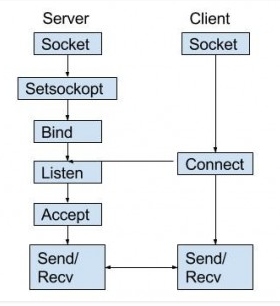 Server Client
Socket Socket
Setsockopt
Bind
Listen
Connect
Accept
Send/
Recv
Send/
Recv